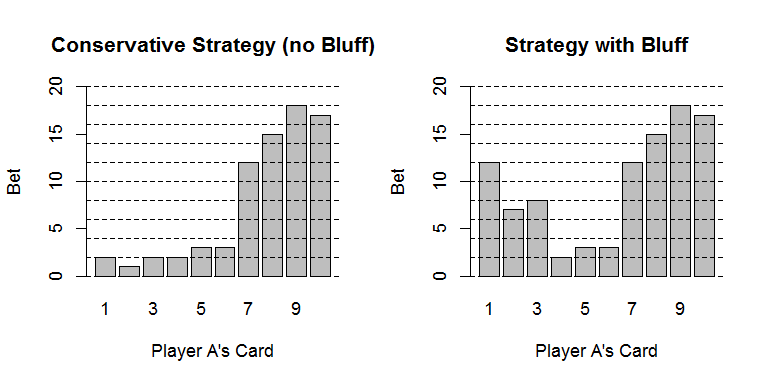 Conservative Strategy (no Bluff)
Bet
20
15
10
5
0
1 3 5 7 9
Player A's Card
Strategy with Bluff
Bet
20
15
10
5
0
1 3 5 7 9
Player A's Card